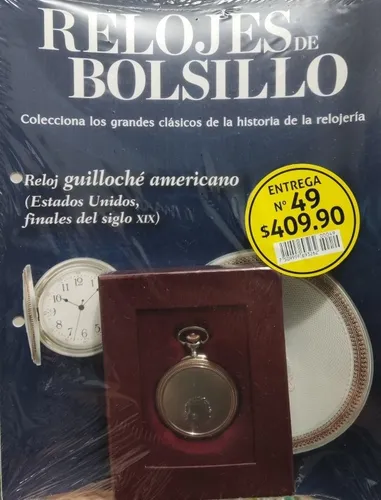 RELOJES DE
BOLSILLO
Colecciona los grandes clásicos de la historia de la relojería
Reloj guilloché americano
(Estados Unidos,
finales del siglo XIX)
ENTREGA
Nº 49
$409.90